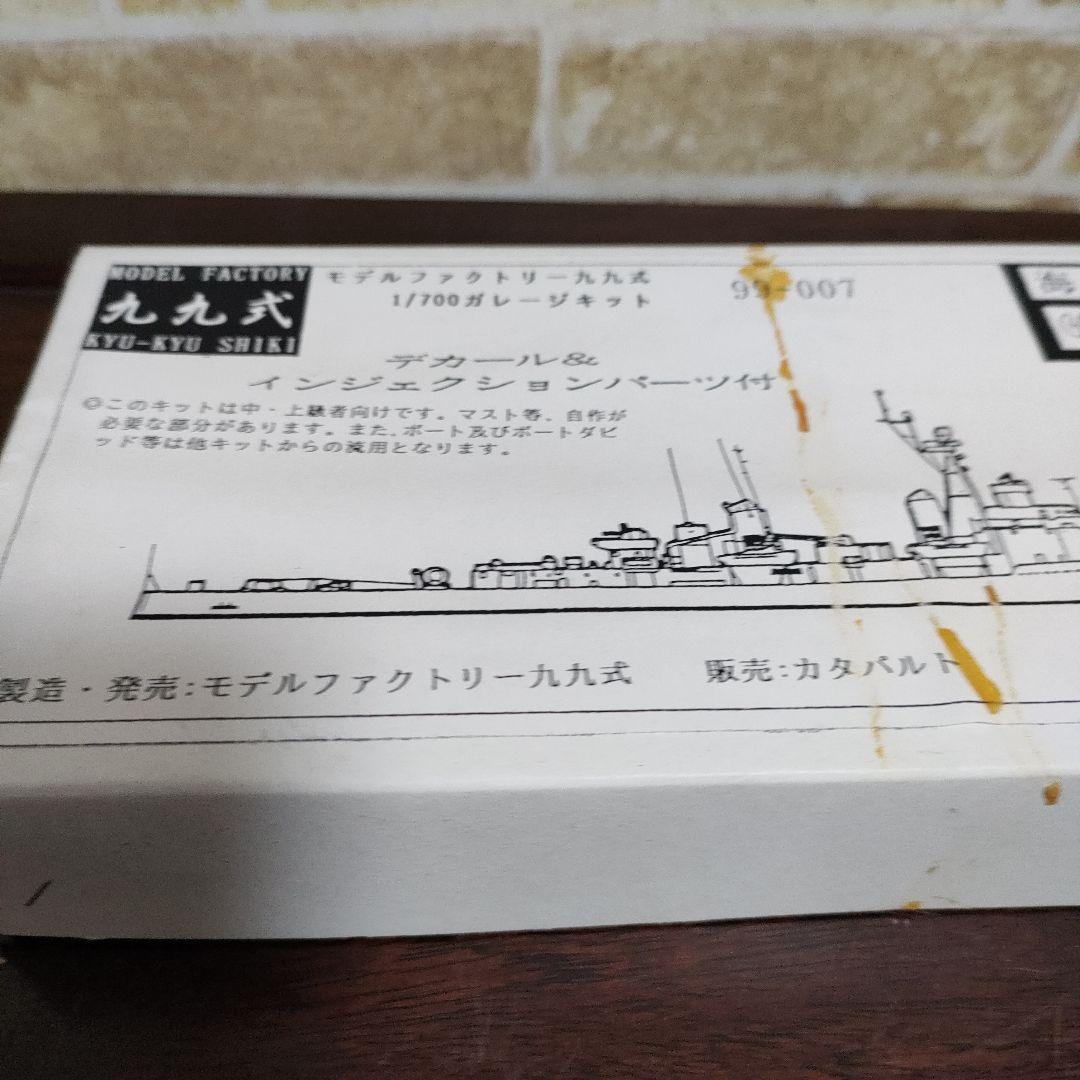 MODEL FACTORY
九九式
KYU-KYU SHIKI
モデルファクトリー九九式
1/700ガレージキット
99-007
デカール&
インジェクションパーツ付
◎このキットは中・上級者向けです。マスト等、自作が
必要な部分があります。また、ボート及びボートダビ
ッド等は他キットからの流用となります。
製造・発売:モデルファクトリー九九式
販売:カタパルト